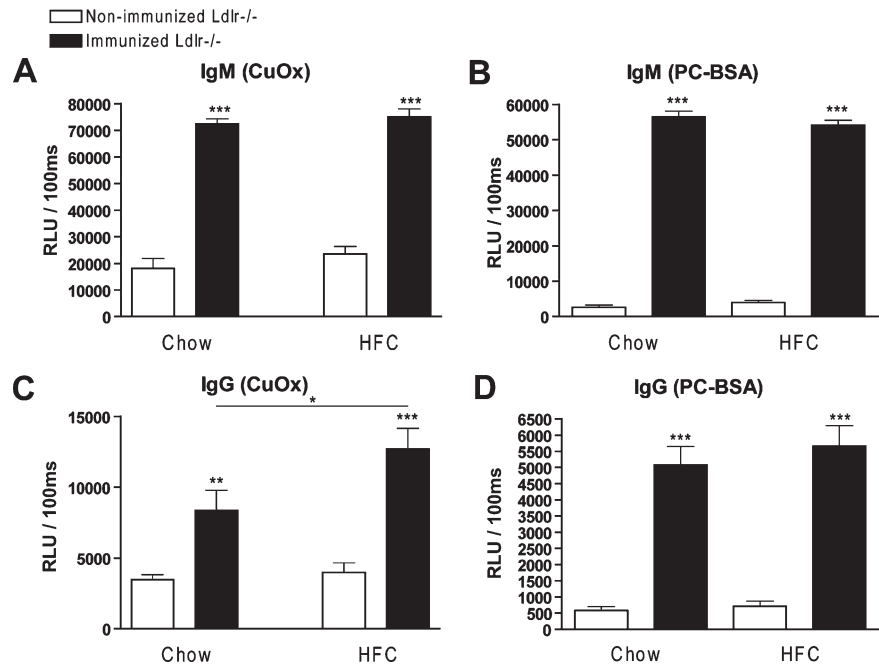 Non-immunized Ldlr-/-
Immunized Ldlr-/-
A
IgM (CuOx)
RLU / 100ms
80000
70000
60000
50000
40000
30000
20000
10000
0
***
***
Chow HFC
B
IgM (PC-BSA)
RLU / 100ms
60000
50000
40000
30000
20000
10000
0
***
***
Chow HFC
C
IgG (CuOx)
RLU / 100ms
15000
10000
5000
0
*
**
***
Chow HFC
D
IgG (PC-BSA)
RLU / 100ms
6500
6000
5500
5000
4500
4000
3500
3000
2500
2000
1500
1000
500
0
***
***
Chow HFC